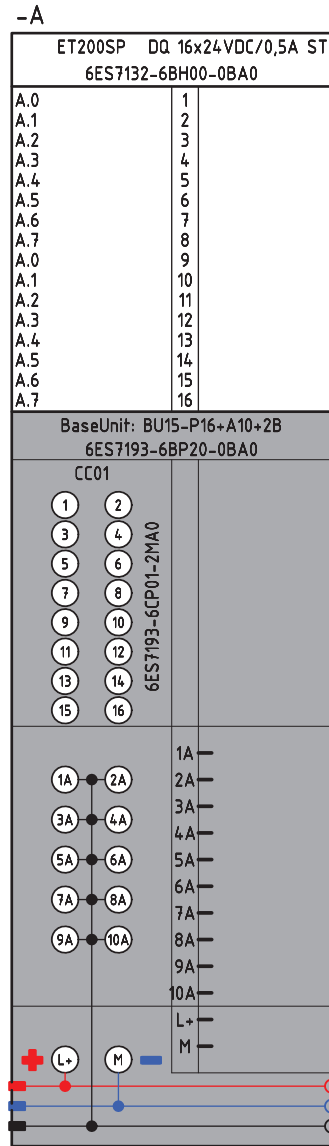 -A
ET200SP DQ 16x24VDC/0,5A ST
6ES7132-6BH00-0BA0
A.0 1
A.1 2
A.2 3
A.3 4
A.4 5
A.5 6
A.6 7
A.7 8
A.0 9
A.1 10
A.2 11
A.3 12
A.4 13
A.5 14
A.6 15
A.7 16
BaseUnit: BU15-P16+A10+2B
6ES7193-6BP20-0BA0
CC01
1 2
3 4
5 6
7 8
9 10
11 12
13 14
15 16
6ES7193-6CP01-2MA0
1A
1A 2A 2A
3A
3A 4A 4A
5A 6A 5A
6A
7A 8A 7A
9A 10A 8A
9A
10A
L+
+ L+ M - M